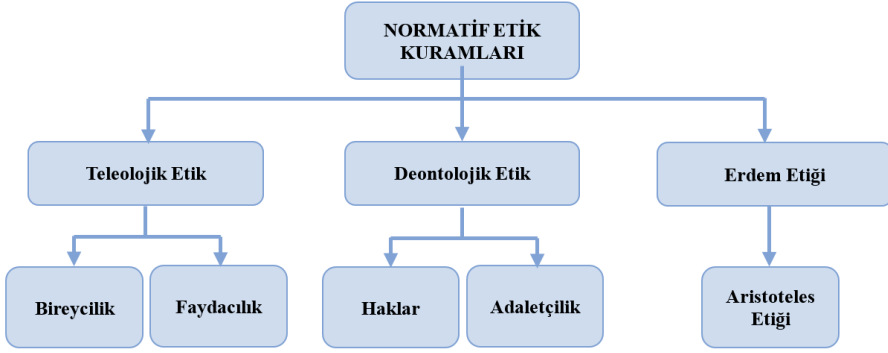 NORMATİF ETİK
KURAMLARI
Teleolojik Etik
Deontolojik Etik
Erdem Etiği
Bireycilik
Faydacılık
Haklar
Adaletçilik
Aristoteles
Etiği